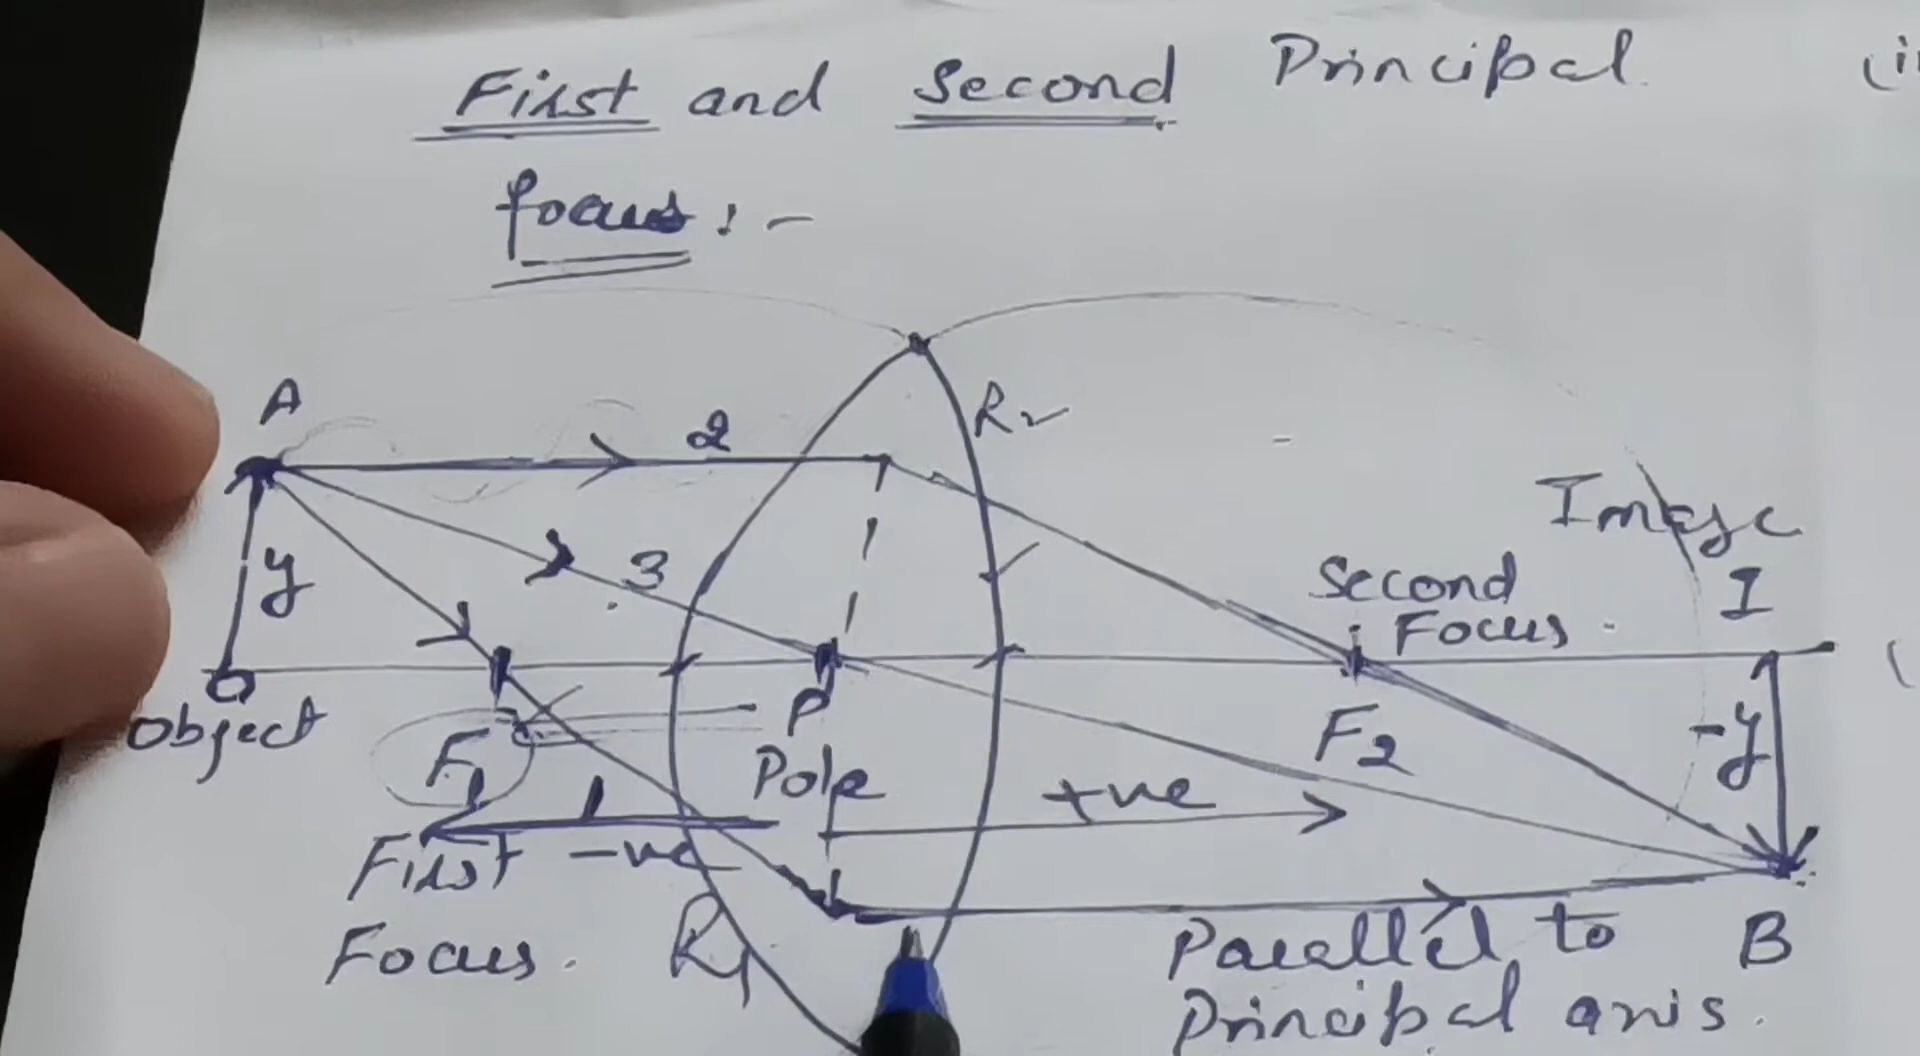 First and Second Principal
focus :-
(i
A
2
R2
y
3
Image
I
Second
Focus.
O
Object
P
Pole
F1
F2
-y
1
+ve
-ve
First
Focus.
R1
Parallel to
Principal axis.
B
(